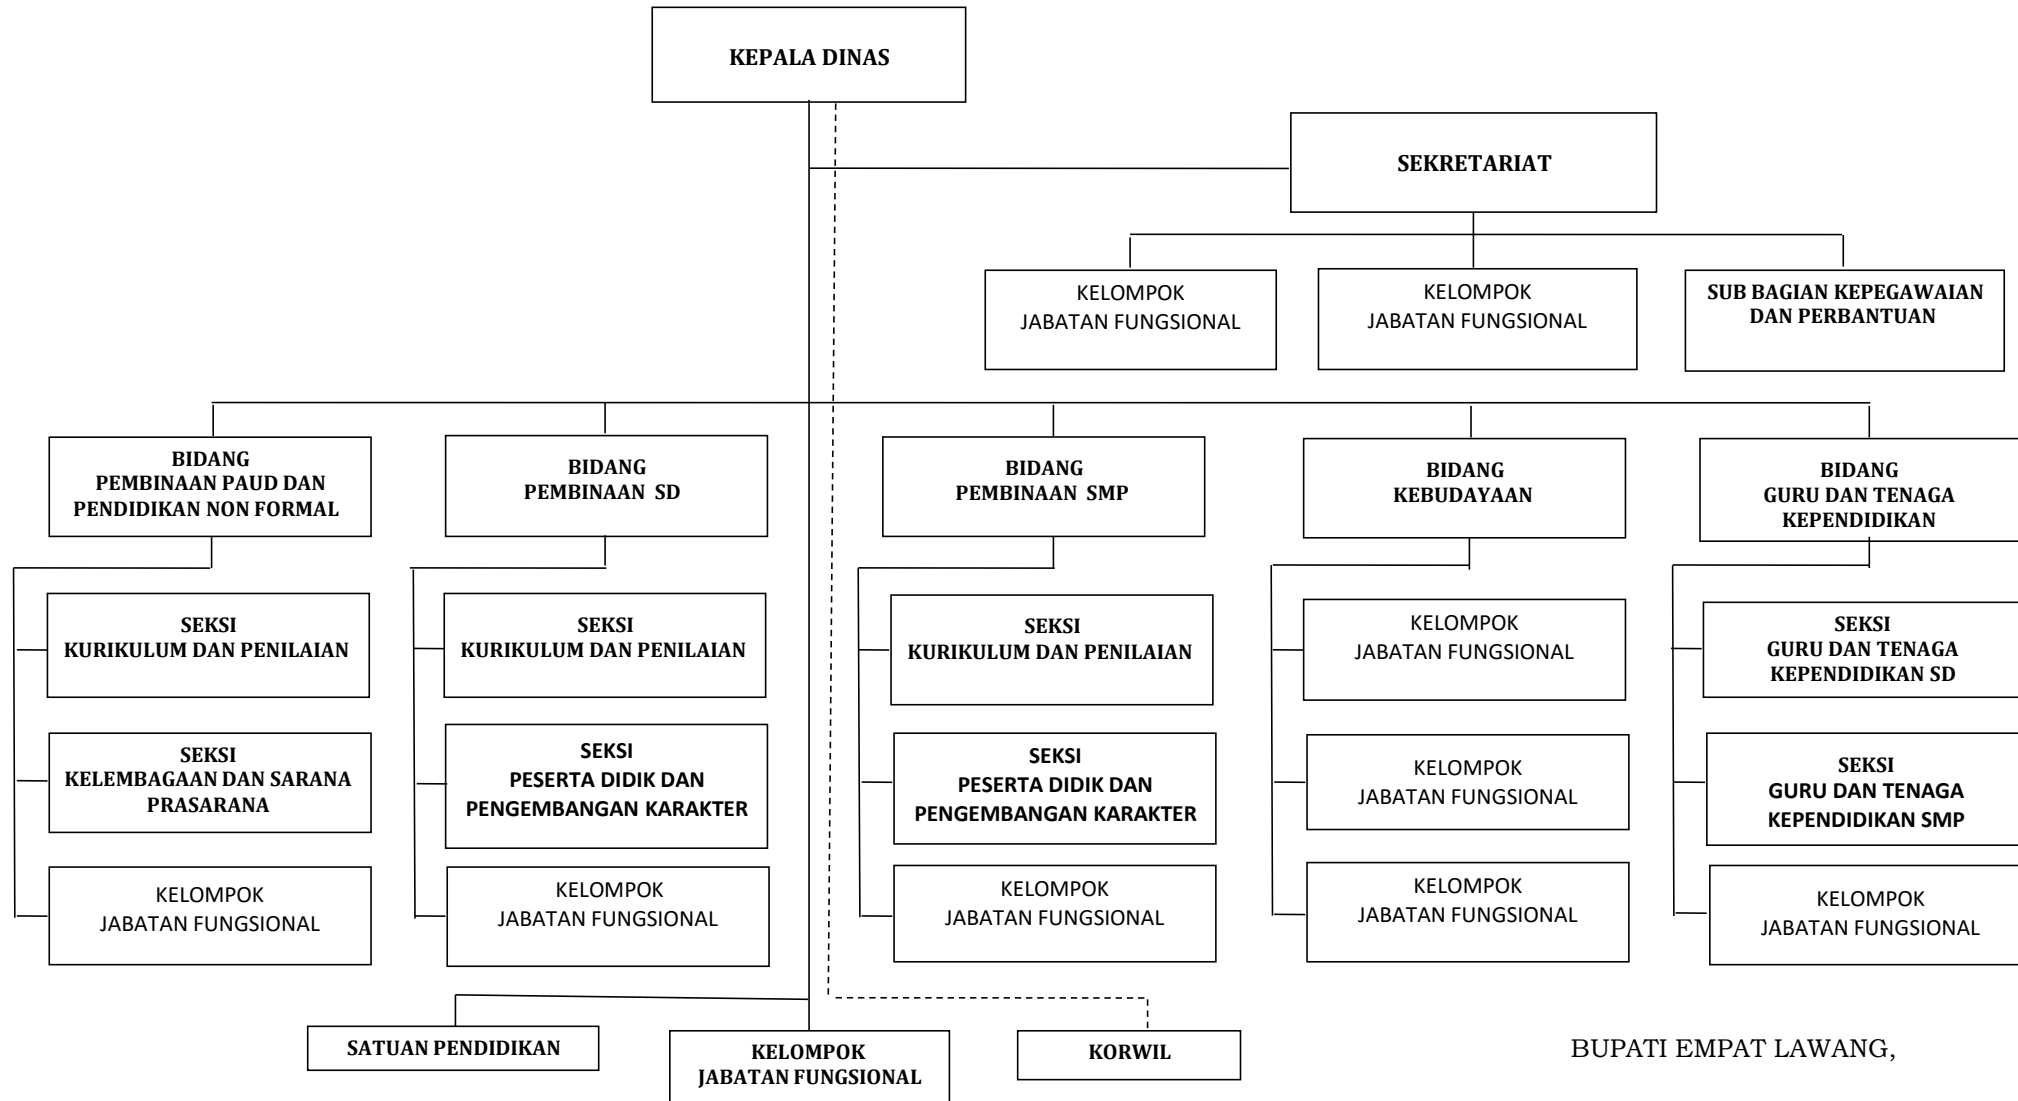 KEPALA DINAS
SEKRETARIAT
KELOMPOK
JABATAN FUNGSIONAL
KELOMPOK
JABATAN FUNGSIONAL
SUB BAGIAN KEPEGAWAIAN
DAN PERBANTUAN
BIDANG
PEMBINAAN PAUD DAN
PENDIDIKAN NON FORMAL
BIDANG
PEMBINAAN SD
BIDANG
PEMBINAAN SMP
BIDANG
KEBUDAYAAN
BIDANG
GURU DAN TENAGA
KEPENDIDIKAN
SEKSI
KURIKULUM DAN PENILAIAN
SEKSI
KURIKULUM DAN PENILAIAN
SEKSI
KURIKULUM DAN PENILAIAN
KELOMPOK
JABATAN FUNGSIONAL
SEKSI
GURU DAN TENAGA
KEPENDIDIKAN SD
SEKSI
KELEMBAGAAN DAN SARANA
PRASARANA
SEKSI
PESERTA DIDIK DAN
PENGEMBANGAN KARAKTER
SEKSI
PESERTA DIDIK DAN
PENGEMBANGAN KARAKTER
KELOMPOK
JABATAN FUNGSIONAL
SEKSI
GURU DAN TENAGA
KEPENDIDIKAN SMP
KELOMPOK
JABATAN FUNGSIONAL
KELOMPOK
JABATAN FUNGSIONAL
KELOMPOK
JABATAN FUNGSIONAL
KELOMPOK
JABATAN FUNGSIONAL
KELOMPOK
JABATAN FUNGSIONAL
SATUAN PENDIDIKAN
KELOMPOK
JABATAN FUNGSIONAL
KORWIL
BUPATI EMPAT LAWANG,